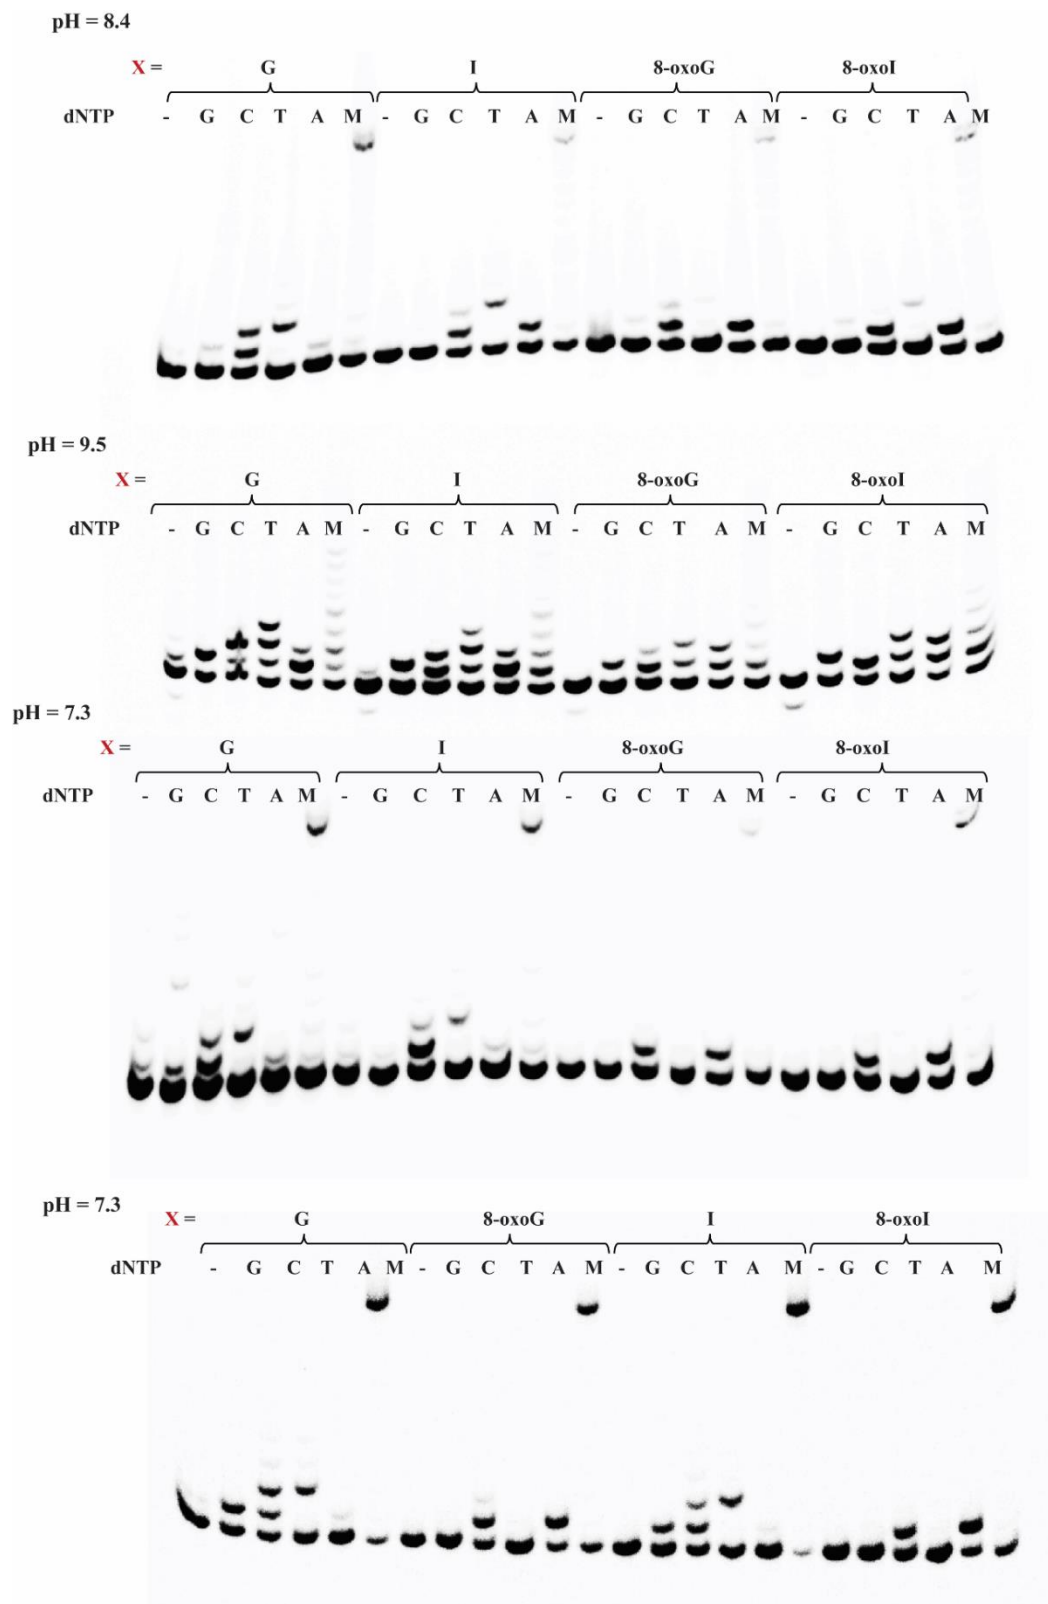 pH = 8.4
X = G I 8-oxoG 8-oxoI
dNTP - G C T A M - G C T A M - G C T A M - G C T A M
pH = 9.5
X = G I 8-oxoG 8-oxoI
dNTP - G C T A M - G C T A M - G C T A M - G C T A M
pH = 7.3
X = G I 8-oxoG 8-oxoI
dNTP - G C T A M - G C T A M - G C T A M - G C T A M
pH = 7.3
X = G 8-oxoG I 8-oxoI
dNTP - G C T A M - G C T A M - G C T A M - G C T A M